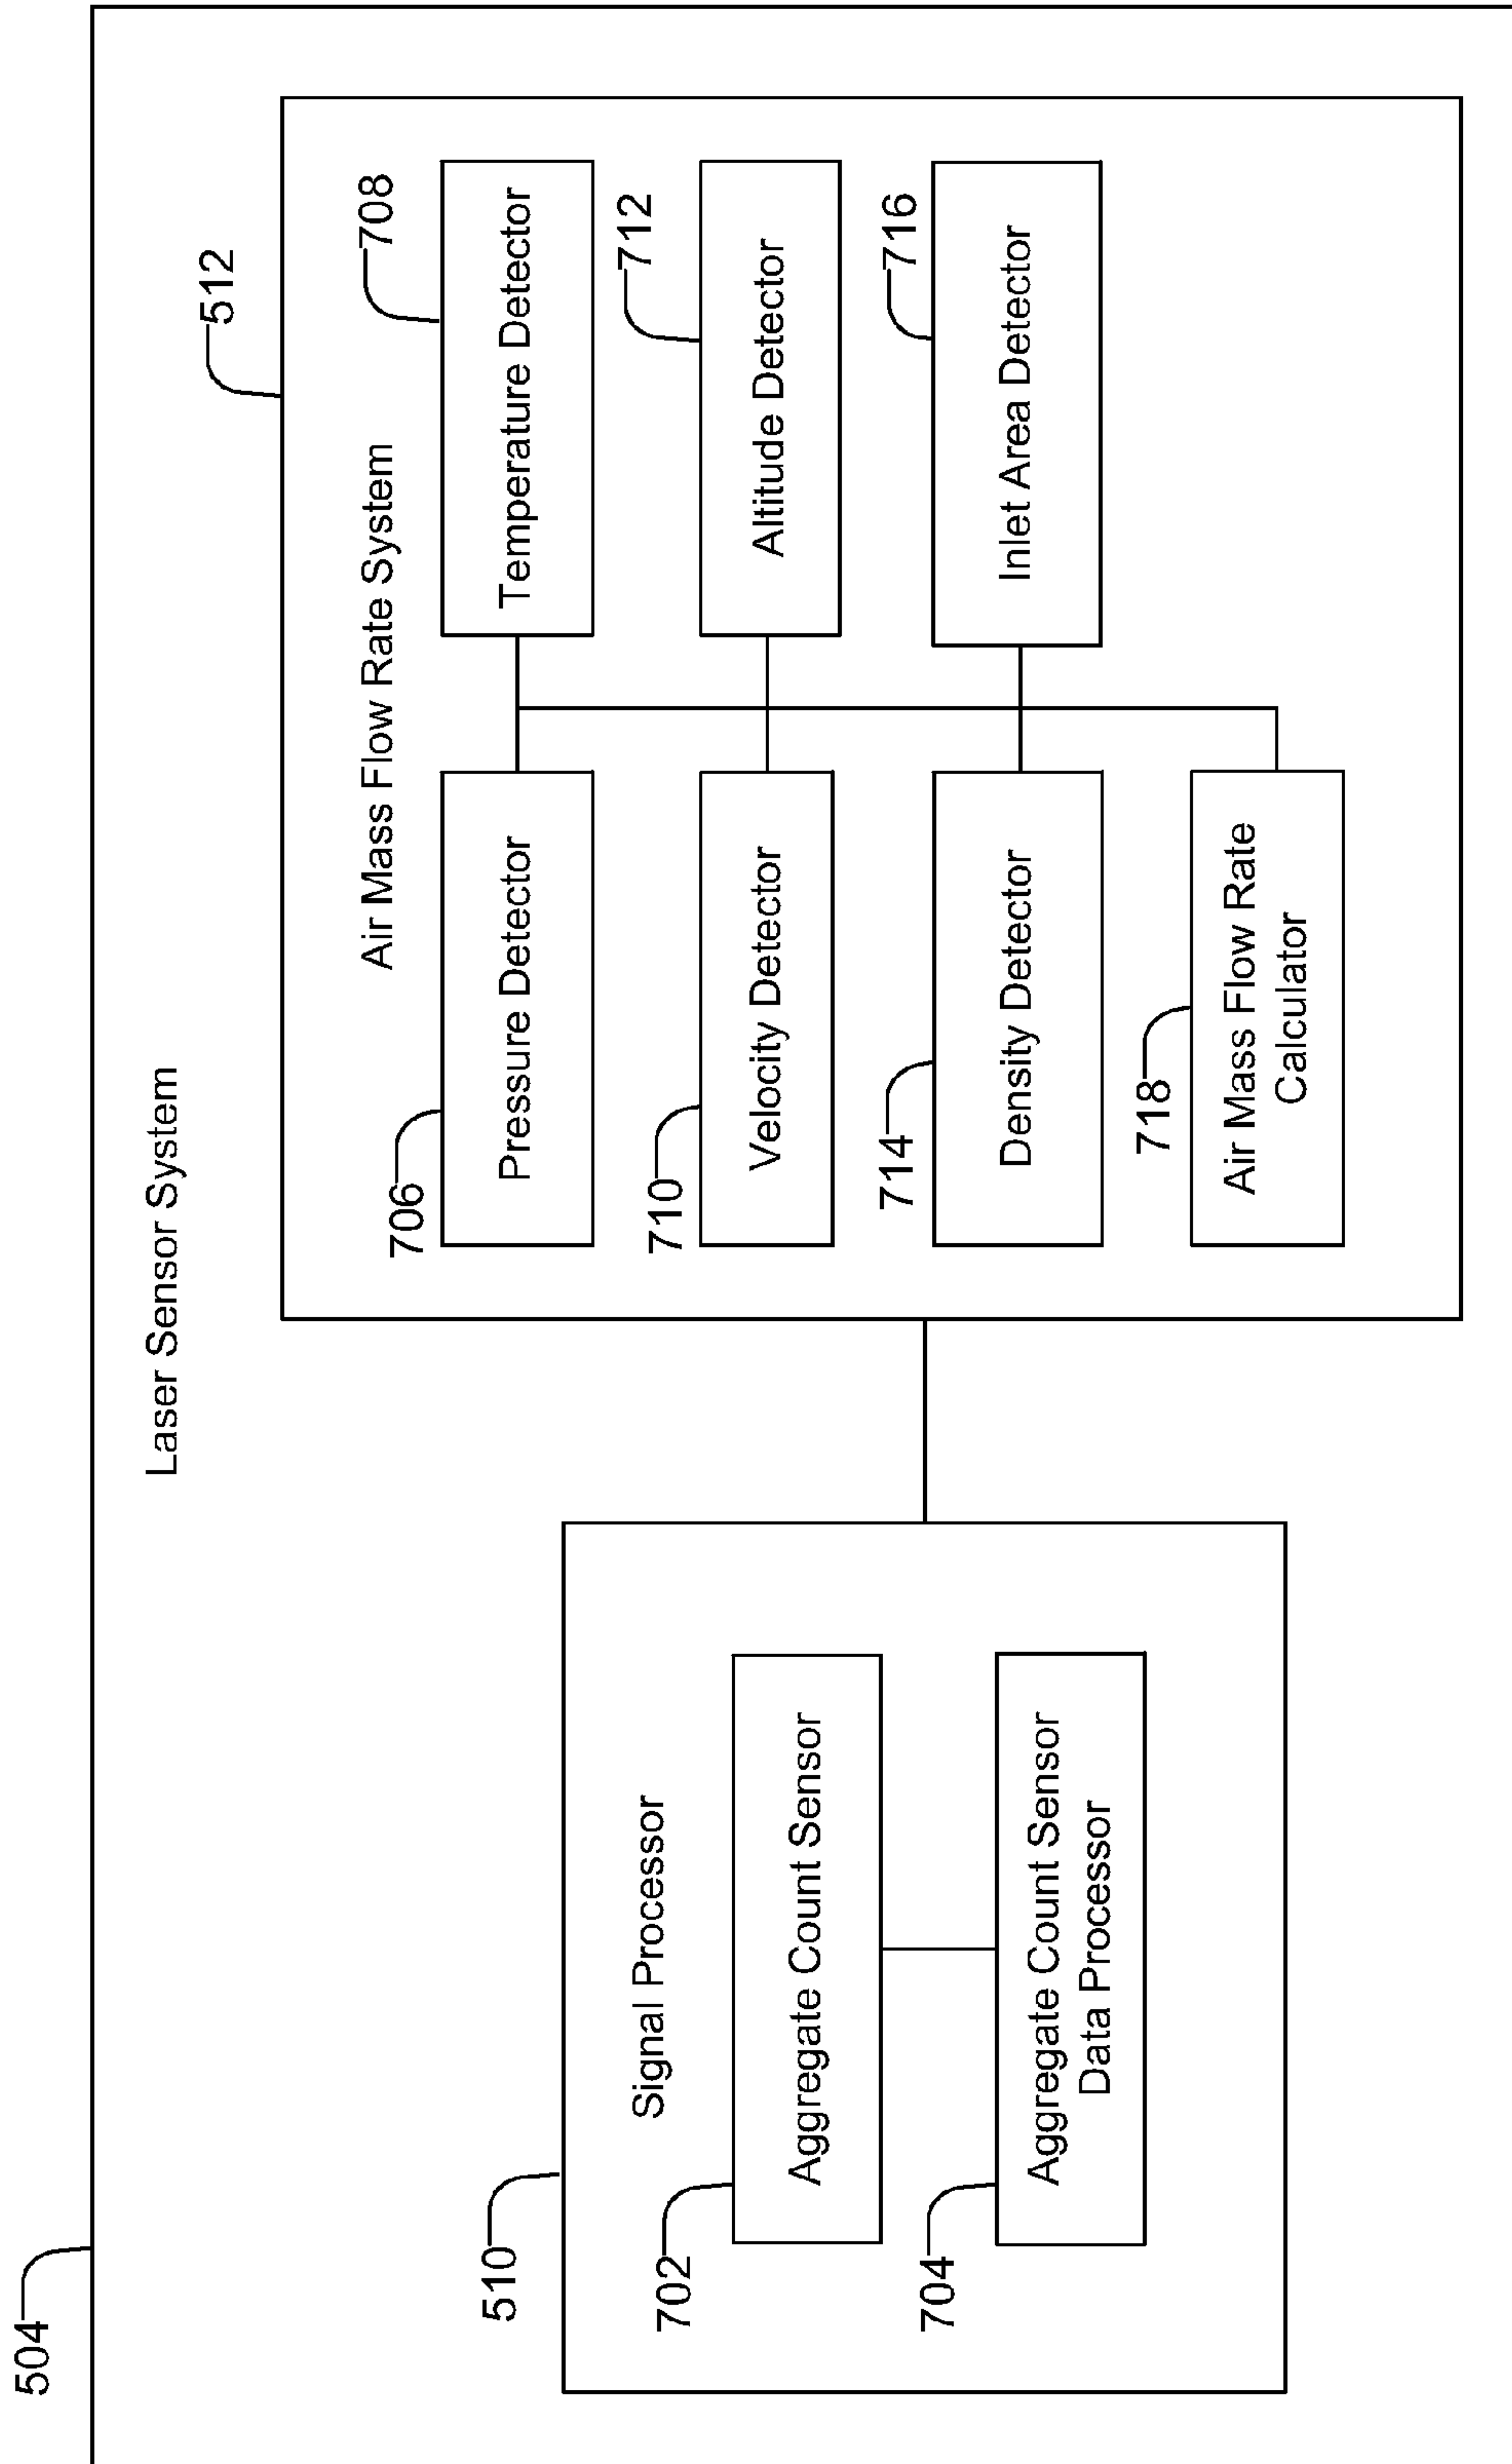 504
Laser Sensor System
510
Signal Processor
702
Aggregate Count Sensor
704
Aggregate Count Sensor
Data Processor
512
Air Mass Flow Rate System
706
Pressure Detector
708
Temperature Detector
710
Velocity Detector
712
Altitude Detector
714
Density Detector
716
Inlet Area Detector
718
Air Mass Flow Rate
Calculator